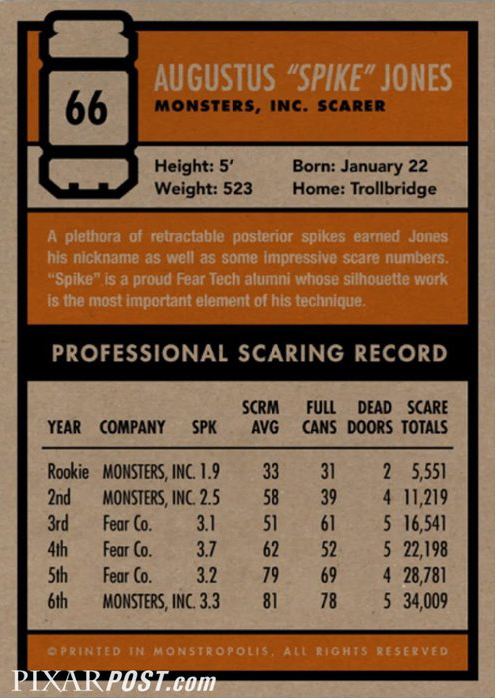 66
AUGUSTUS "SPIKE" JONES
MONSTERS, INC. SCARER
Height: 5' Born: January 22
Weight: 523 Home: Trollbridge
A plethora of retractable posterior spikes earned Jones
his nickname as well as some impressive scare numbers.
"Spike" is a proud Fear Tech alumni whose silhouette work
is the most important element of his technique.
PROFESSIONAL SCARING RECORD
SCRM FULL DEAD SCARE
YEAR COMPANY SPK AVG CANS DOORS TOTALS
Rookie MONSTERS, INC. 1.9 33 31 2 5,551
2nd MONSTERS, INC. 2.5 58 39 4 11,219
3rd Fear Co. 3.1 51 61 5 16,541
4th Fear Co. 3.7 62 52 5 22,198
5th Fear Co. 3.2 79 69 4 28,781
6th MONSTERS, INC. 3.3 81 78 5 34,009
©PRINTED IN MONSTROPOLIS, ALL RIGHTS RESERVED
PIXARPOST.com